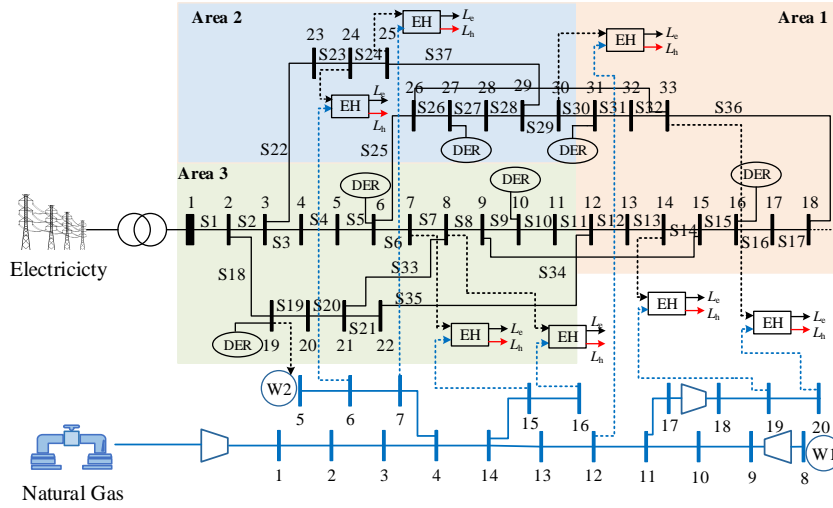 Area 2
Area 1
23 24 25
EH
Le
Lh
EH
Le
Lh
S23 S24
S37
EH
Le
Lh
EH
Le
Lh
26 27 28 29 30 31 32 33
S26 S27 S28 S29 S30 S31 S32
S36
DER
DER
S22
S25
Area 3
DER
DER
DER
1 2 3 4 5 6 7 8 9 10 11 12 13 14 15 16 17 18
S1 S2 S3 S4 S5 S6 S7 S8 S9 S10 S11 S12 S13 S14 S15 S16 S17
Electricicty
S18
S33
S34
S35
S19 S20 S21
DER
19 20 21 22
EH
Le
Lh
EH
Le
Lh
EH
Le
Lh
EH
Le
Lh
W2
5 6 7
15 16
17 18 19 20
W1
1 2 3 4 14 13 12 11 10 9 8
Natural Gas